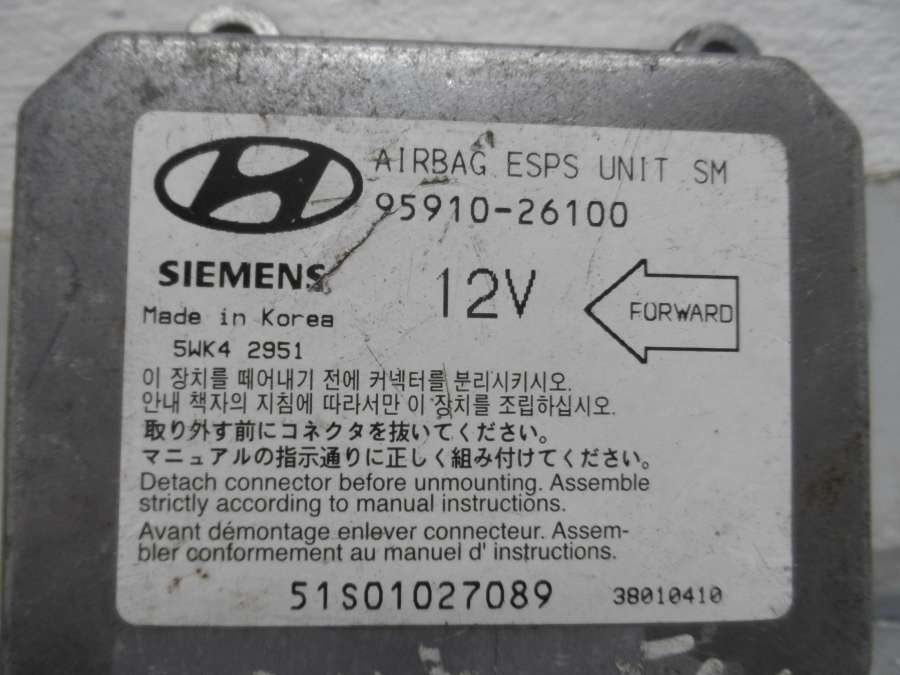 AIRBAG ESPS UNIT SM
95910-26100
SIEMENS
12V
FORWARD
Made in Korea
5WK4 2951
이 장치를 떼어내기 전에 커넥터를 분리시키시오.
안내 책자의 지침에 따라서만 이 장치를 조립하십시오.
取り外す前にコネクタを抜いてください。
マニュアルの指示通りに正しく組み付けてください。
Detach connector before unmounting. Assemble
strictly according to manual instructions.
Avant démontage enlever connecteur. Assem-
bler conformement au manuel d' instructions.
51S01027089
38010410